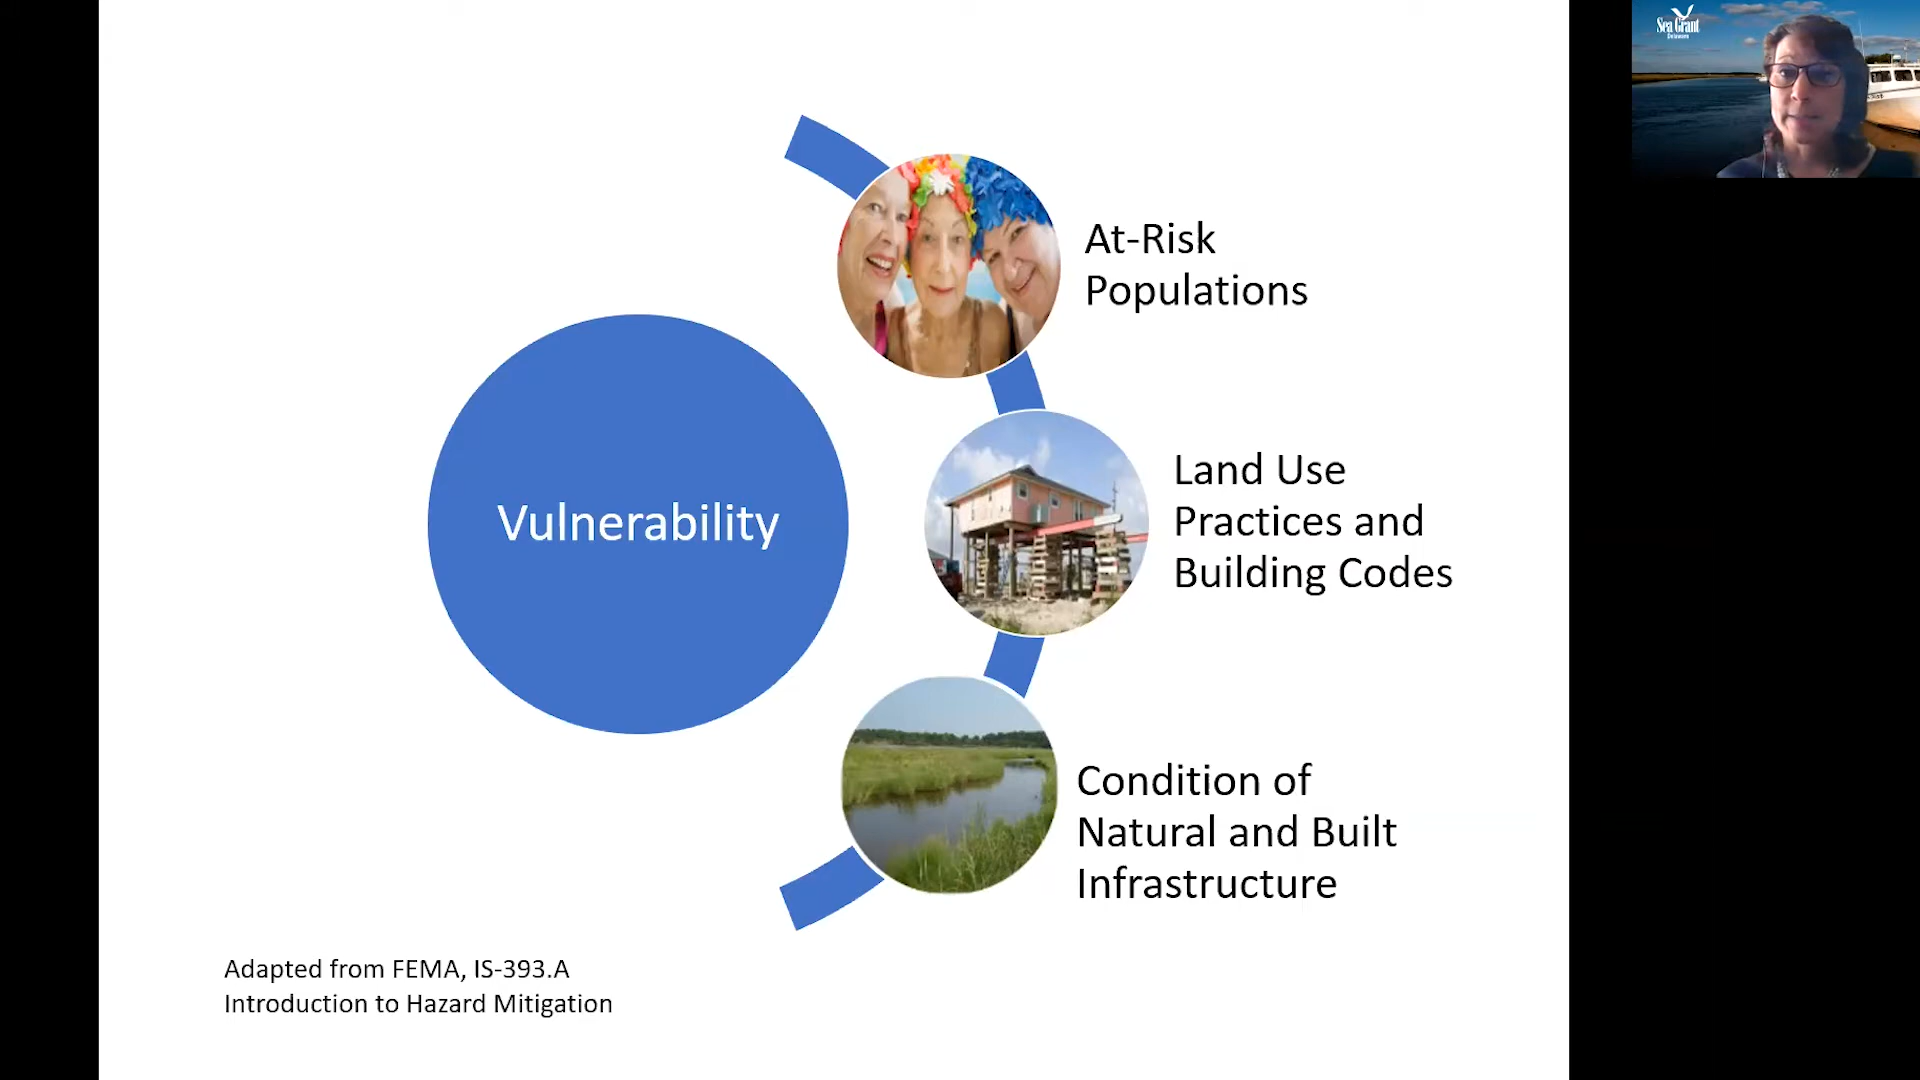 Sea Grant
Delaware
At-Risk
Populations
Land Use
Practices and
Building Codes
Vulnerability
Condition of
Natural and Built
Infrastructure
Adapted from FEMA, IS-393.A
Introduction to Hazard Mitigation